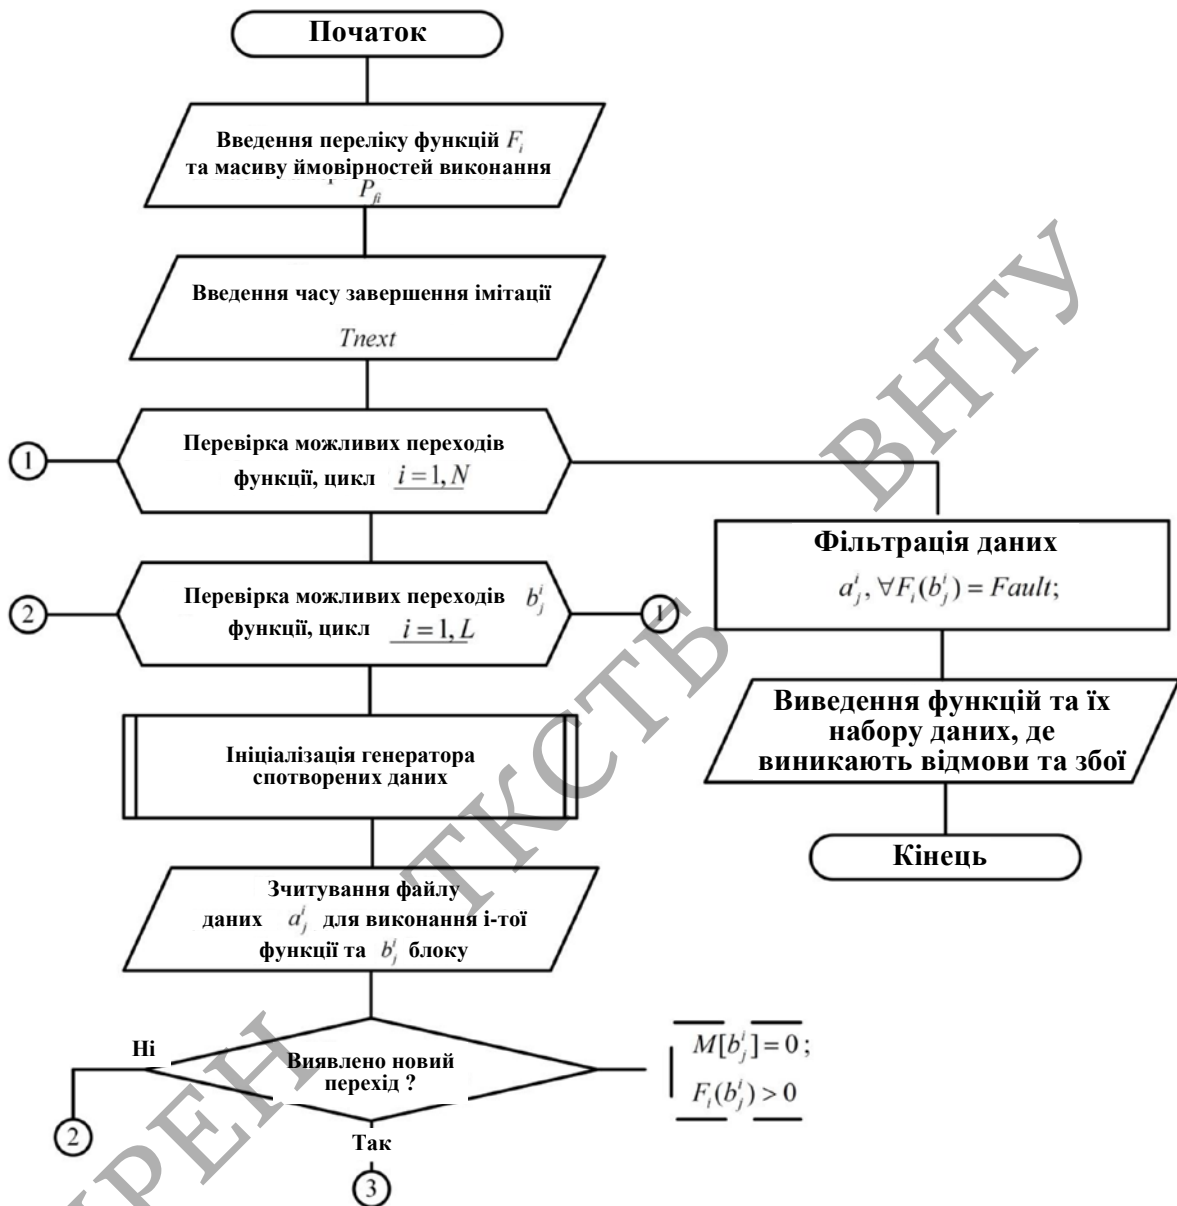 Початок
Введення переліку функцій F_i
та масиву ймовірностей виконання
P_fi
Введення часу завершення імітації
Tnext
1
Перевірка можливих переходів
функції, цикл i = 1, N
2
Перевірка можливих переходів b_j^i
функції, цикл i = 1, L
1
Ініціалізація генератора
спотворених даних
Зчитування файлу
даних a_j^i для виконання і-тої
функції та b_j^i блоку
Ні
Виявлено новий
перехід ?
M[b_j^i] = 0;
F_i(b_j^i) > 0
2
Так
3
Фільтрація даних
a_j^i, ∀F_i(b_j^i) = Fault;
Виведення функцій та їх
набору даних, де
виникають відмови та збої
Кінець
ВНТУ
ТКСТБ